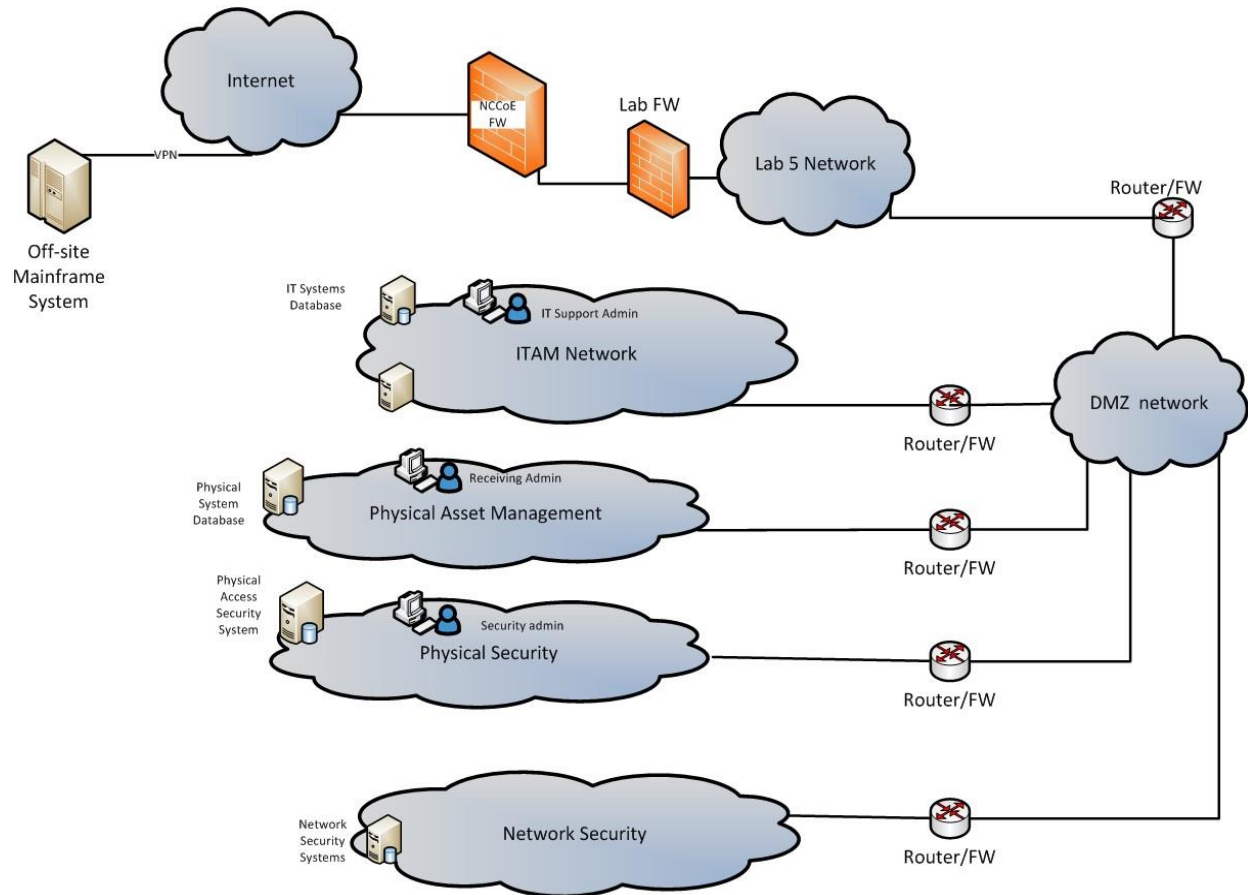 Internet
NCCoE
FW
Lab FW
Lab 5 Network
Router/FW
VPN
Off-site
Mainframe
System
IT Systems
Database
IT Support Admin
ITAM Network
DMZ network
Router/FW
Physical
System
Database
Receiving Admin
Physical Asset Management
Router/FW
Physical
Access
Security
System
Security admin
Physical Security
Router/FW
Network
Security
Systems
Network Security
Router/FW